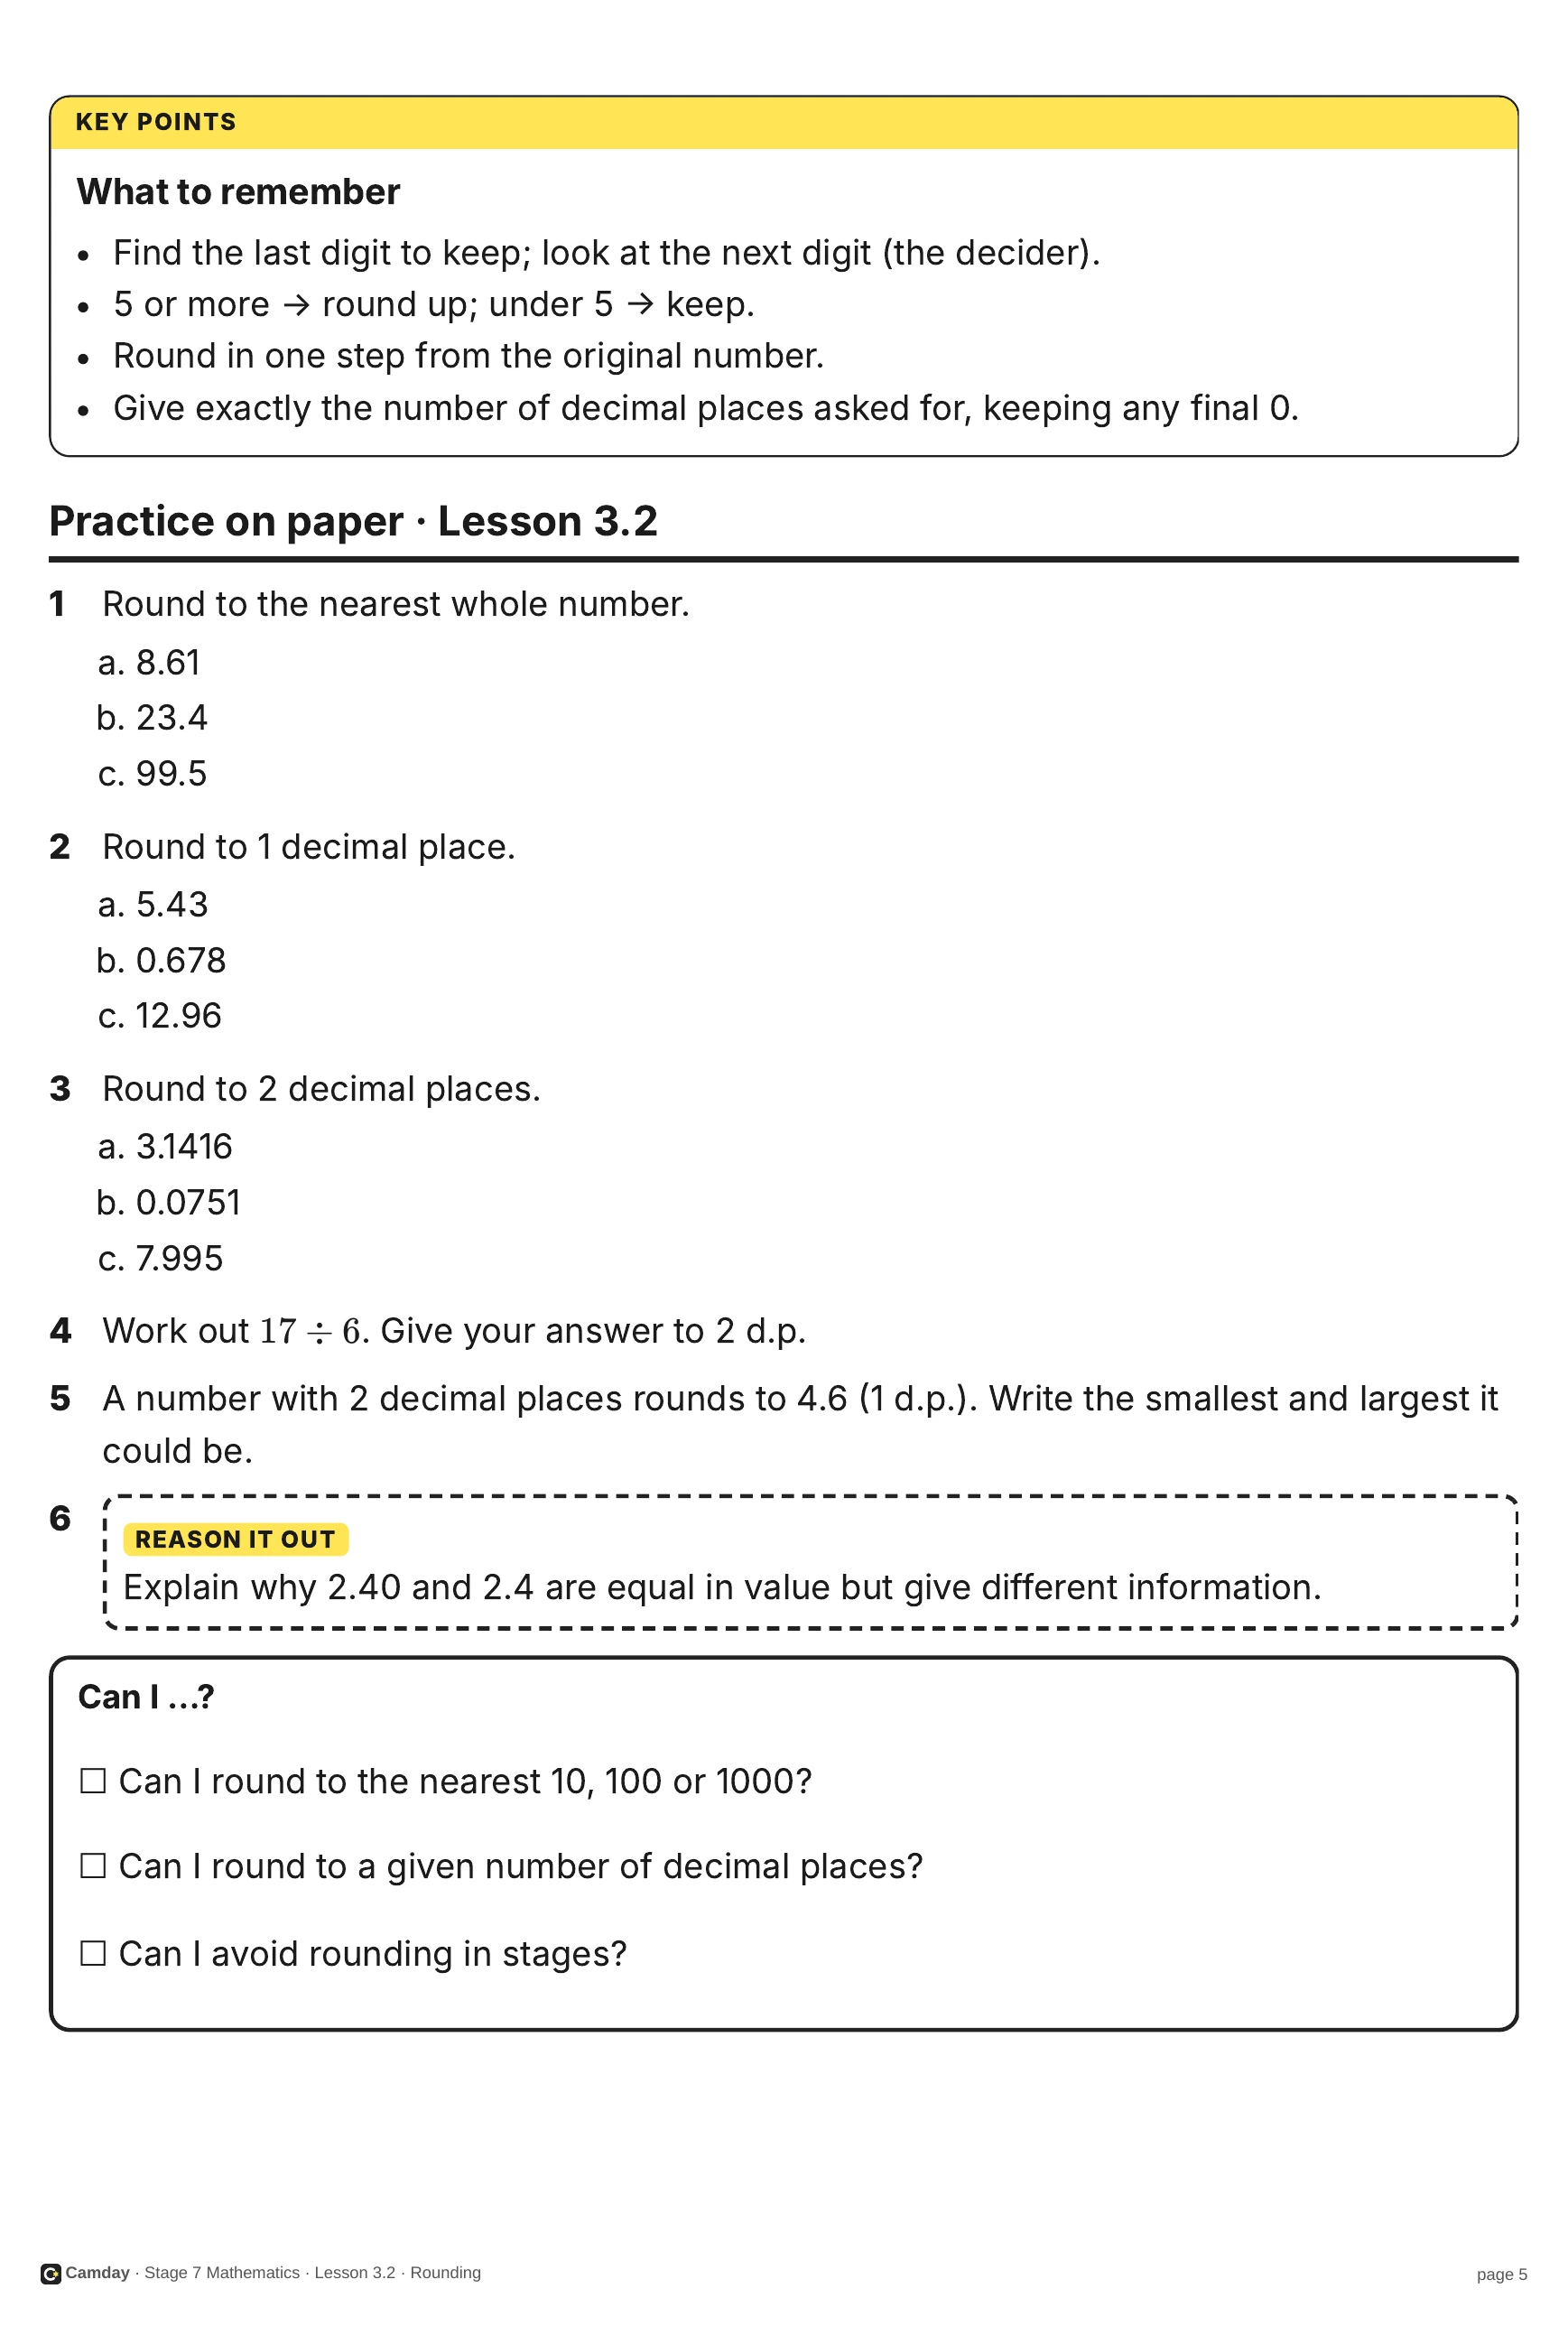 KEY POINTS
What to remember
• Find the last digit to keep; look at the next digit (the decider).
• 5 or more → round up; under 5 → keep.
• Round in one step from the original number.
• Give exactly the number of decimal places asked for, keeping any final 0.
Practice on paper · Lesson 3.2
1 Round to the nearest whole number.
a. 8.61
b. 23.4
c. 99.5
2 Round to 1 decimal place.
a. 5.43
b. 0.678
c. 12.96
3 Round to 2 decimal places.
a. 3.1416
b. 0.0751
c. 7.995
4 Work out 17 ÷ 6. Give your answer to 2 d.p.
5 A number with 2 decimal places rounds to 4.6 (1 d.p.). Write the smallest and largest it
could be.
6 REASON IT OUT
Explain why 2.40 and 2.4 are equal in value but give different information.
Can I …?
☐ Can I round to the nearest 10, 100 or 1000?
☐ Can I round to a given number of decimal places?
☐ Can I avoid rounding in stages?
Camday · Stage 7 Mathematics · Lesson 3.2 · Rounding page 5